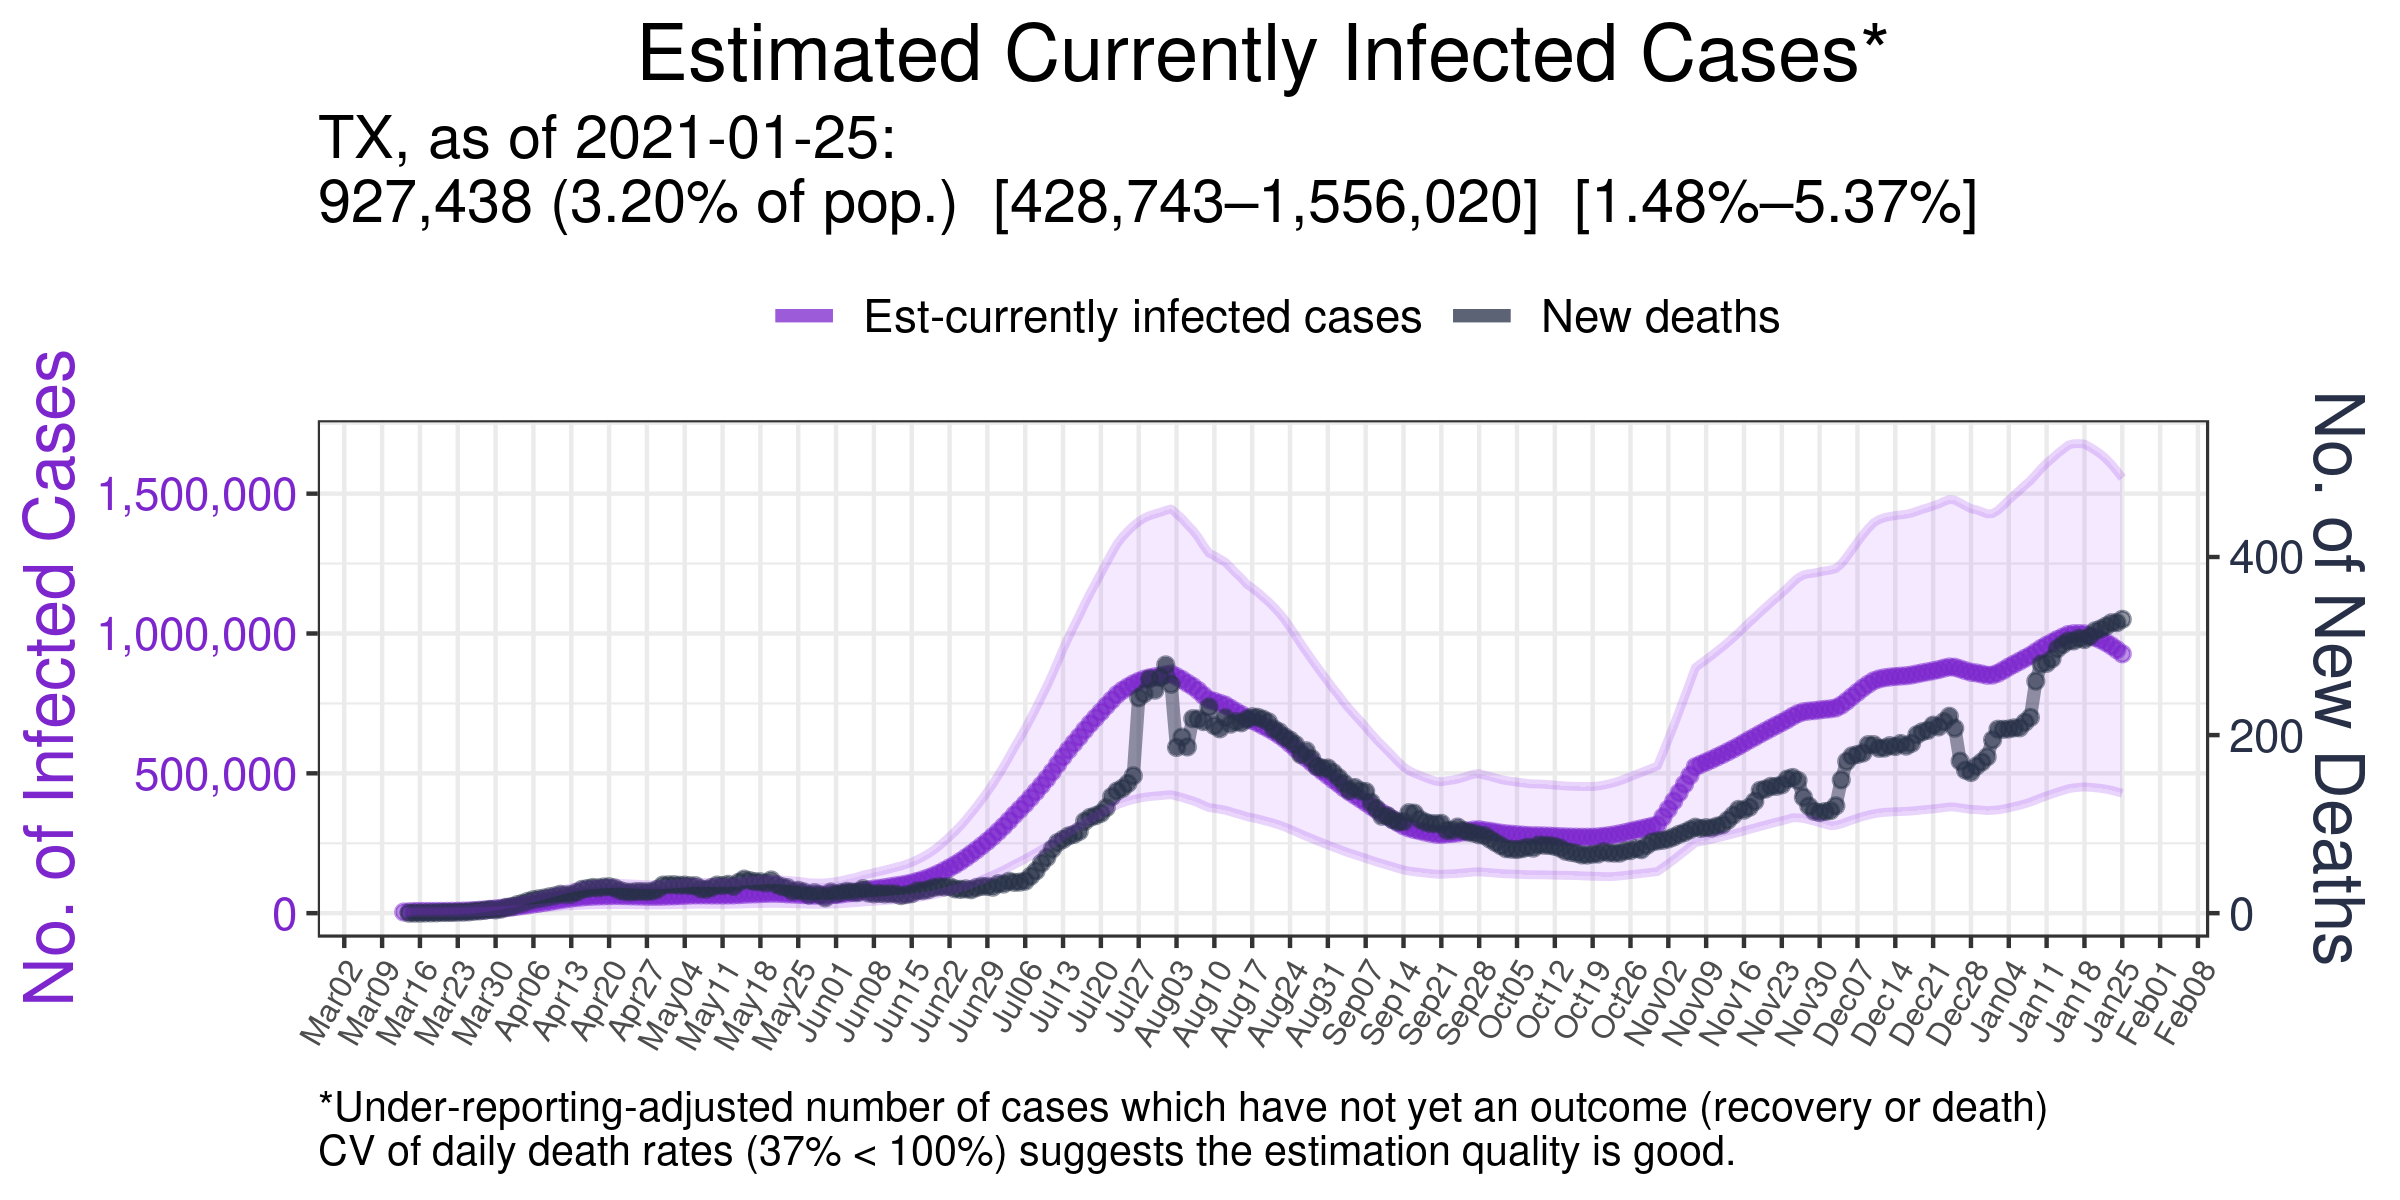 Estimated Currently Infected Cases*
TX, as of 2021-01-25:
927,438 (3.20% of pop.)  [428,743–1,556,020]  [1.48%–5.37%]
Est-currently infected cases
New deaths
No. of Infected Cases
1,500,000
1,000,000
500,000
0
400
200
0
No. of New Deaths
Mar02
Mar09
Mar16
Mar23
Mar30
Apr06
Apr13
Apr20
Apr27
May04
May11
May18
May25
Jun01
Jun08
Jun15
Jun22
Jun29
Jul06
Jul13
Jul20
Jul27
Aug03
Aug10
Aug17
Aug24
Aug31
Sep07
Sep14
Sep21
Sep28
Oct05
Oct12
Oct19
Oct26
Nov02
Nov09
Nov16
Nov23
Nov30
Dec07
Dec14
Dec21
Dec28
Jan04
Jan11
Jan18
Jan25
Feb01
Feb08
*Under-reporting-adjusted number of cases which have not yet an outcome (recovery or death)
CV of daily death rates (37% < 100%) suggests the estimation quality is good.